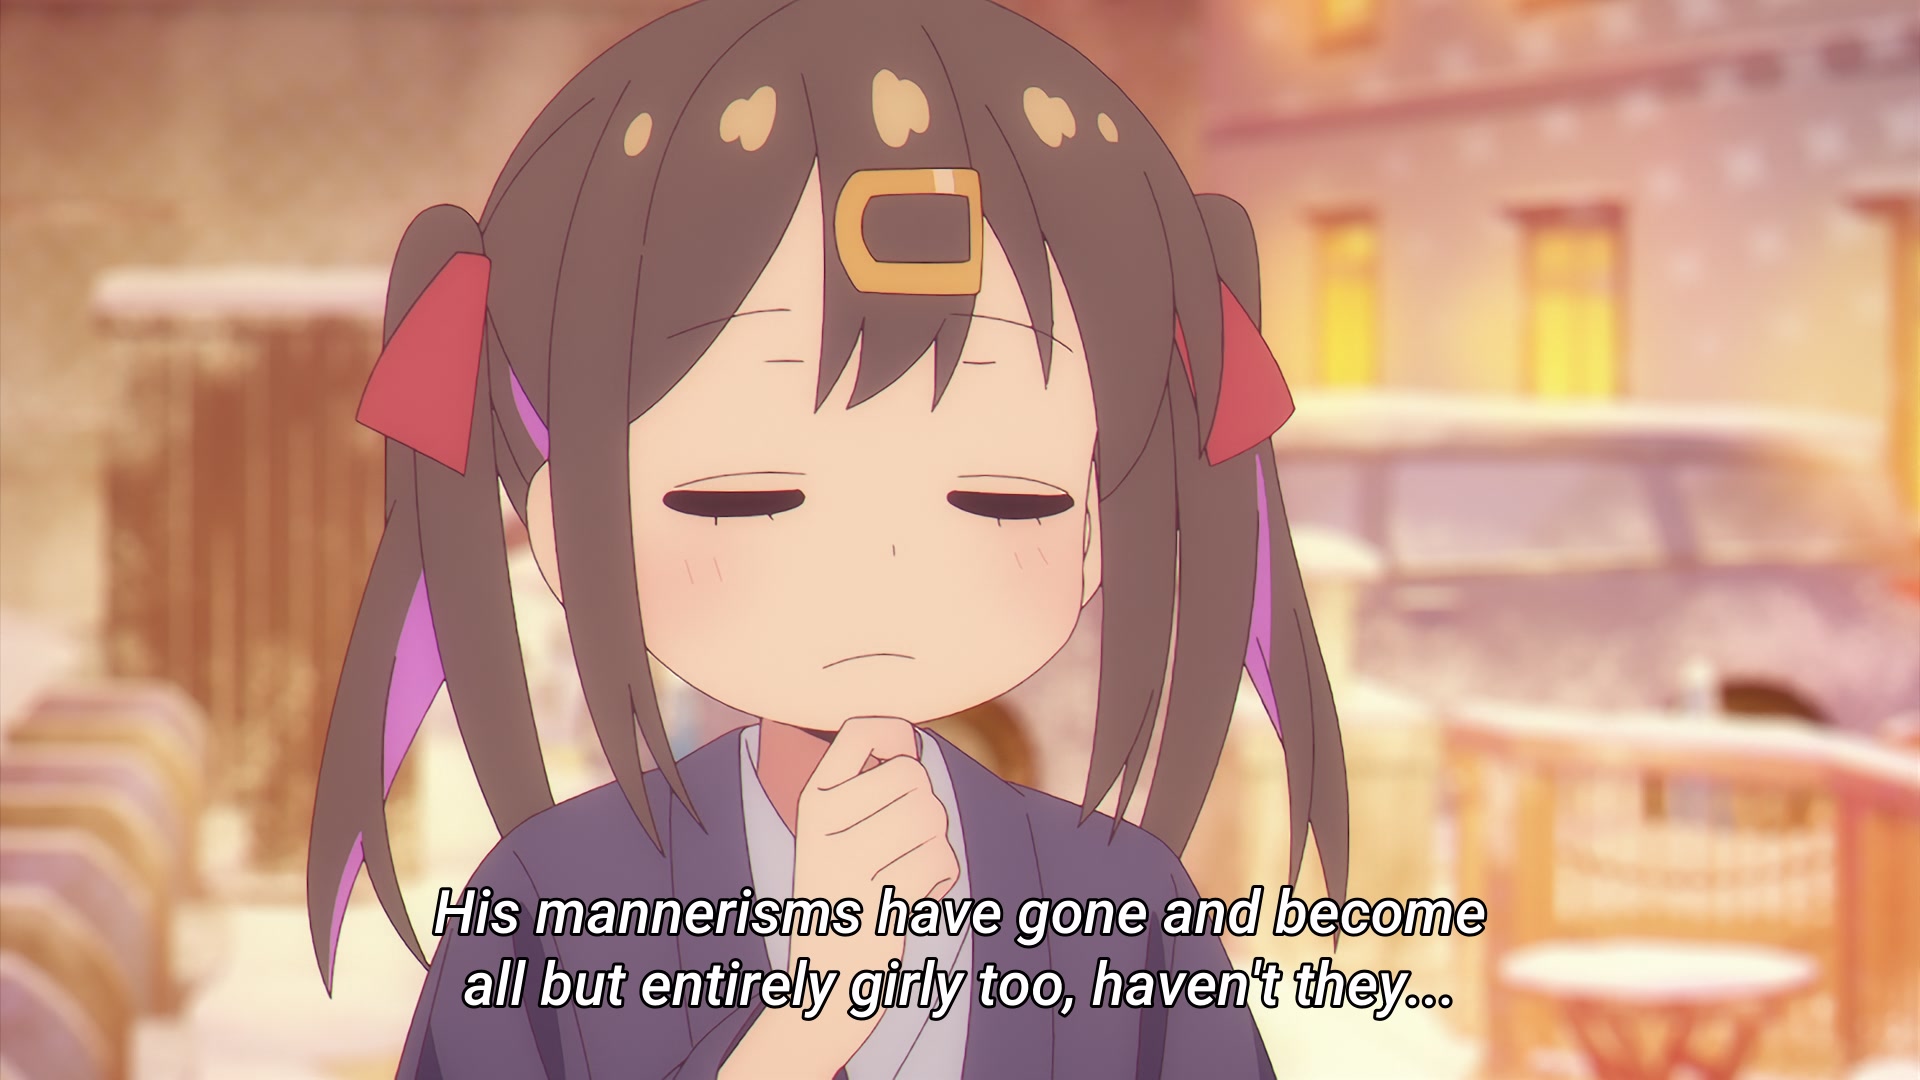 His mannerisms have gone and become
all but entirely girly too, haven't they...